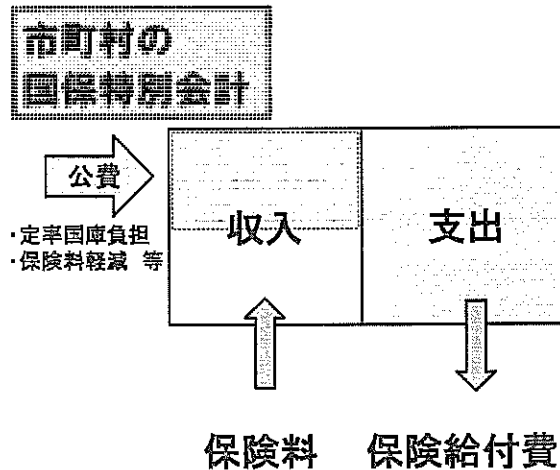 市町村の
国保特別会計
公費
・定率国庫負担
・保険料軽減 等
収入
支出
保険料
保険給付費